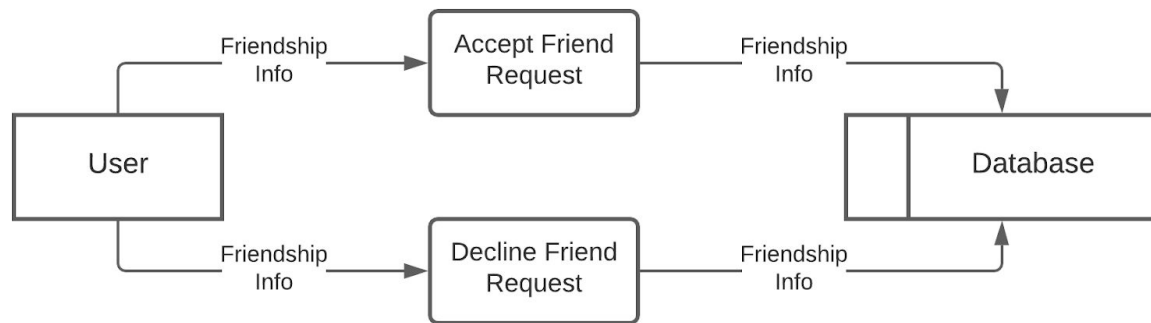 Friendship
Info
Accept Friend
Request
Friendship
Info
User
Database
Friendship
Info
Decline Friend
Request
Friendship
Info